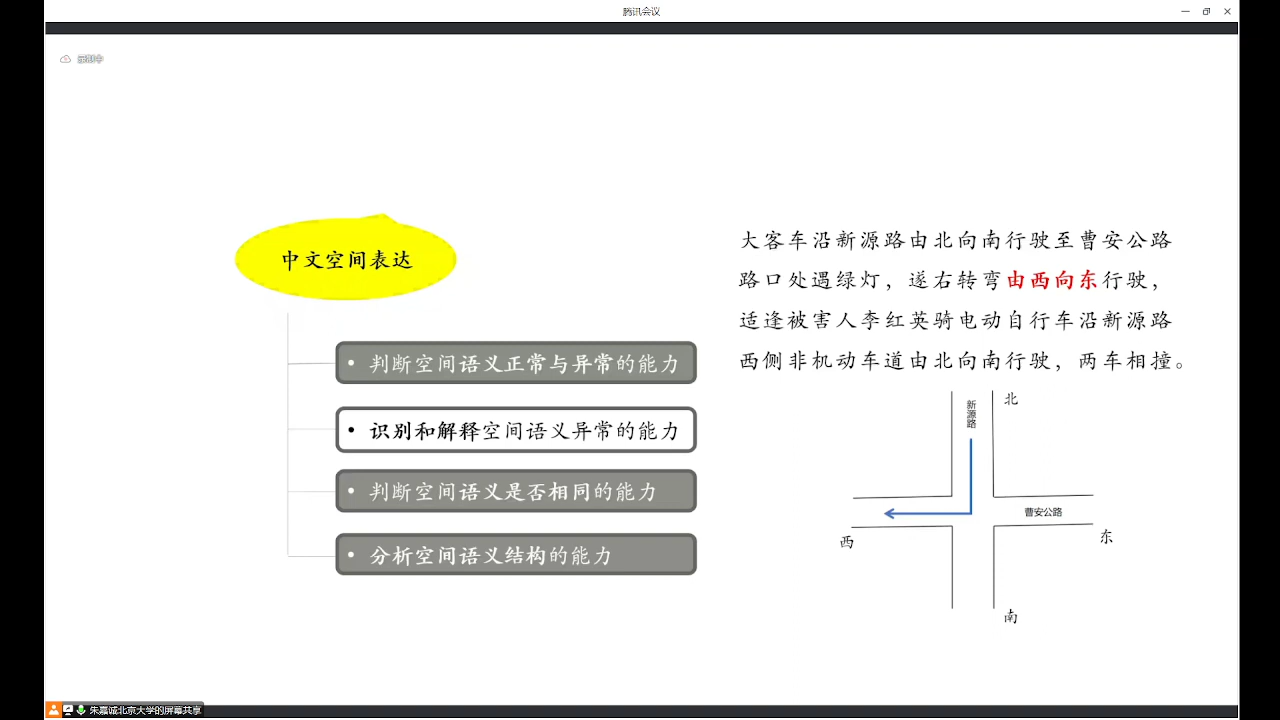 腾讯会议
录制中
中文空间表达
• 判断空间语义正常与异常的能力
• 识别和解释空间语义异常的能力
• 判断空间语义是否相同的能力
• 分析空间语义结构的能力
大客车沿新源路由北向南行驶至曹安公路
路口处遇绿灯，遂右转弯由西向东行驶，
适逢被害人李红英骑电动自行车沿新源路
西侧非机动车道由北向南行驶，两车相撞。
北
新源路
曹安公路
西
东
南
朱嘉诚北京大学的屏幕共享